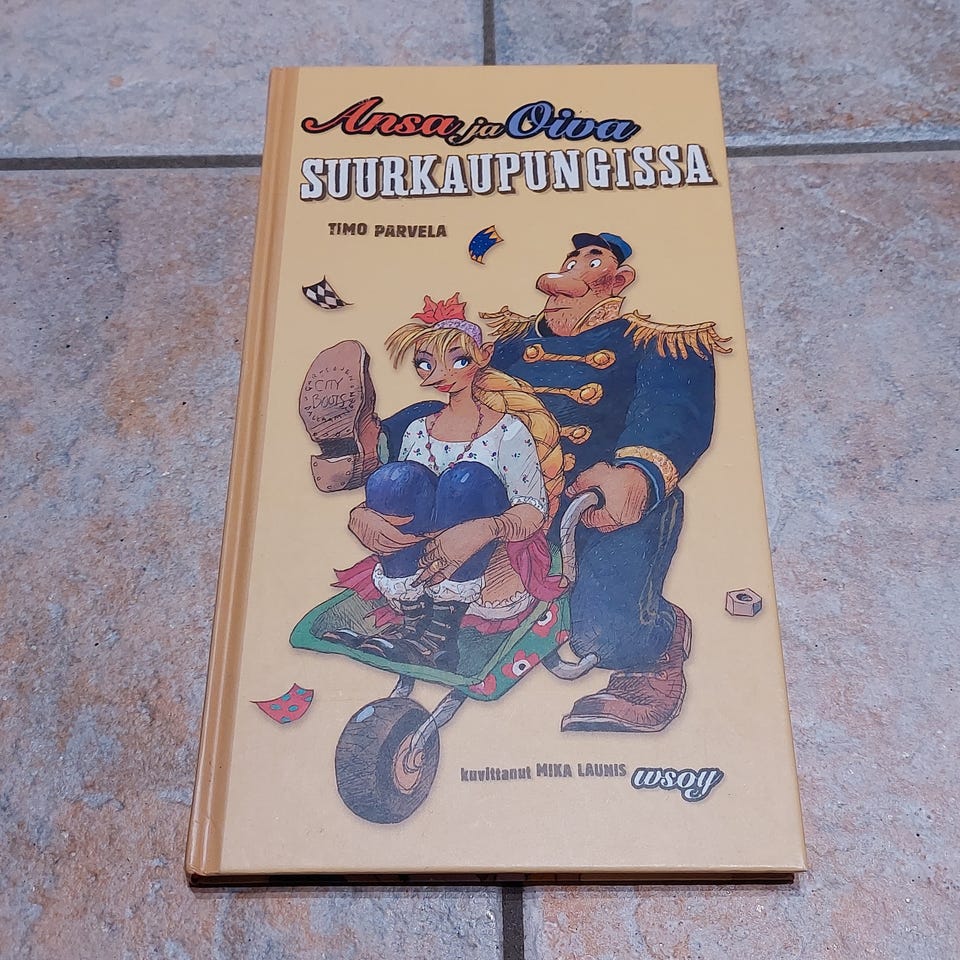 Ansa ja Oiva
SUURKAUPUNGISSA
TIMO PARVELA
CITY
BOOTS
kuvittanut MIKA LAUNIS wsoy